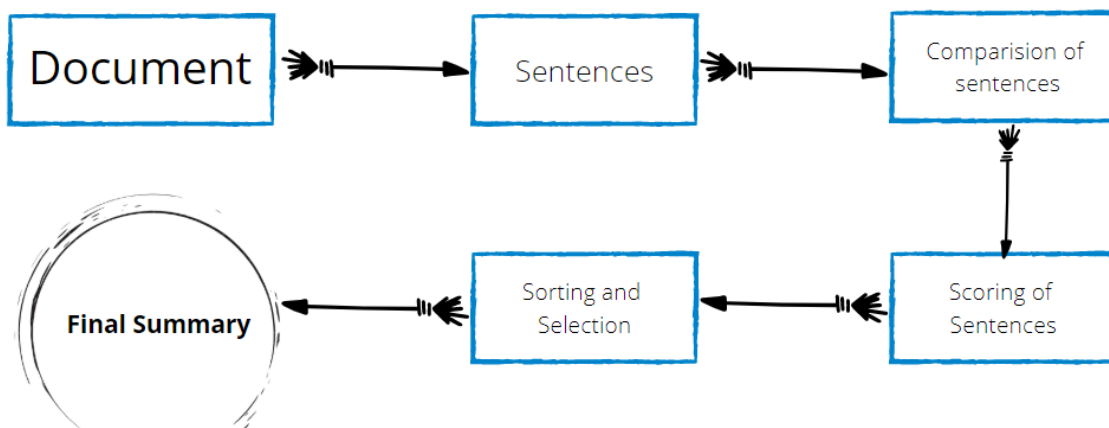 Document
Sentences
Comparision of
sentences
Scoring of
Sentences
Sorting and
Selection
Final Summary